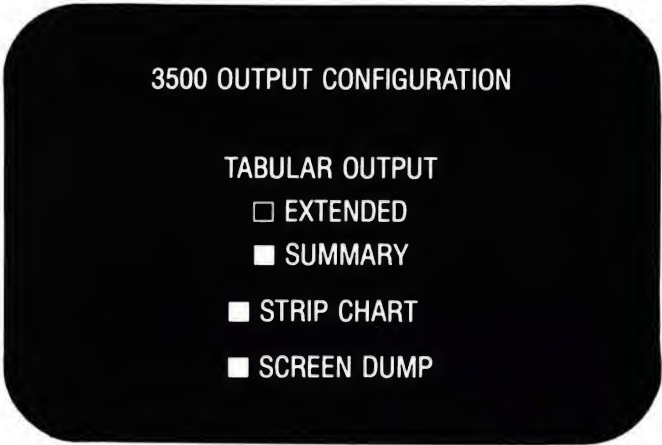 3500 OUTPUT CONFIGURATION
TABULAR OUTPUT
□ EXTENDED
■ SUMMARY
■ STRIP CHART
■ SCREEN DUMP